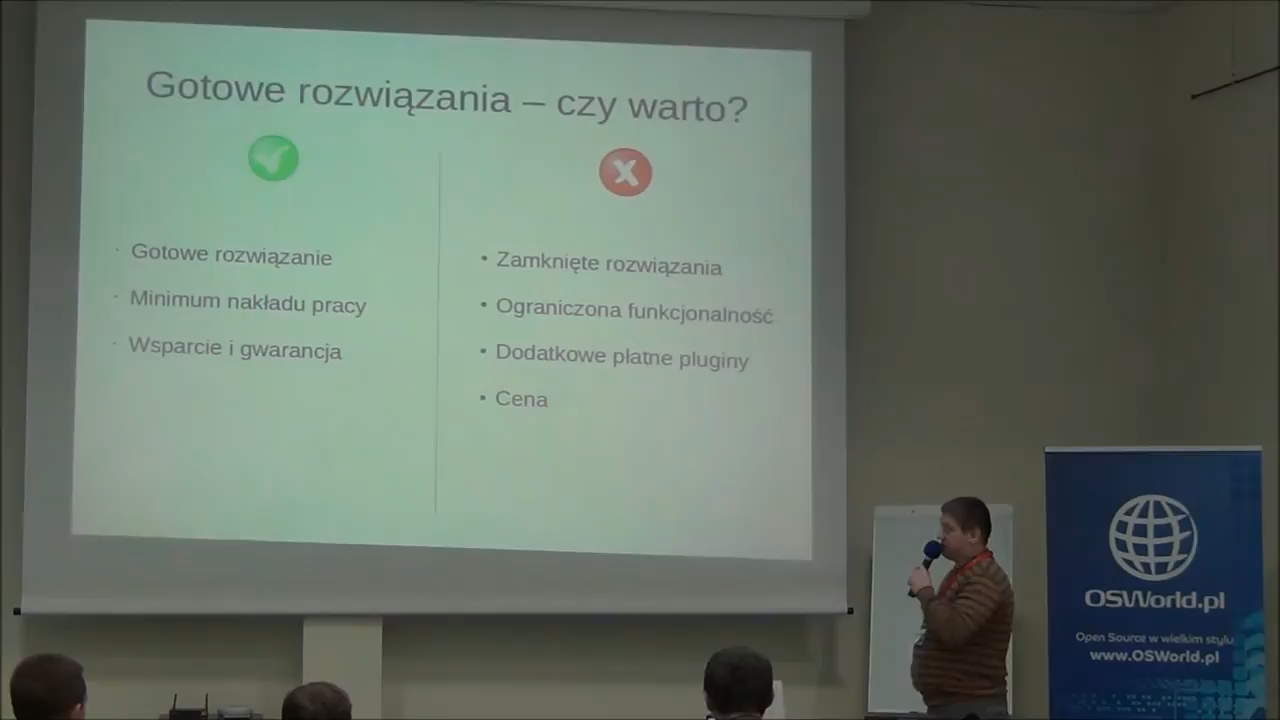 Gotowe rozwiązania – czy warto?
· Gotowe rozwiązanie
· Minimum nakładu pracy
· Wsparcie i gwarancja
• Zamknięte rozwiązania
• Ograniczona funkcjonalność
• Dodatkowe płatne pluginy
• Cena
OSWorld.pl
Open Source w wielkim stylu
www.OSWorld.pl